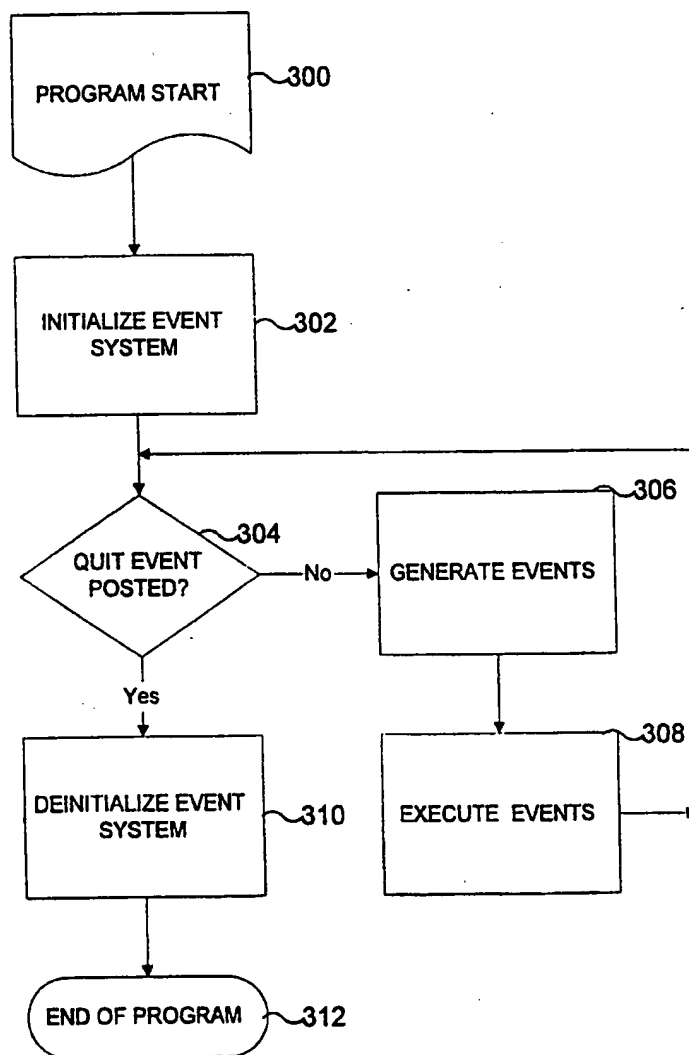 PROGRAM START
300
INITIALIZE EVENT
SYSTEM
302
304
QUIT EVENT
POSTED?
No
306
GENERATE EVENTS
Yes
308
EXECUTE EVENTS
DEINITIALIZE EVENT
SYSTEM
310
END OF PROGRAM
312